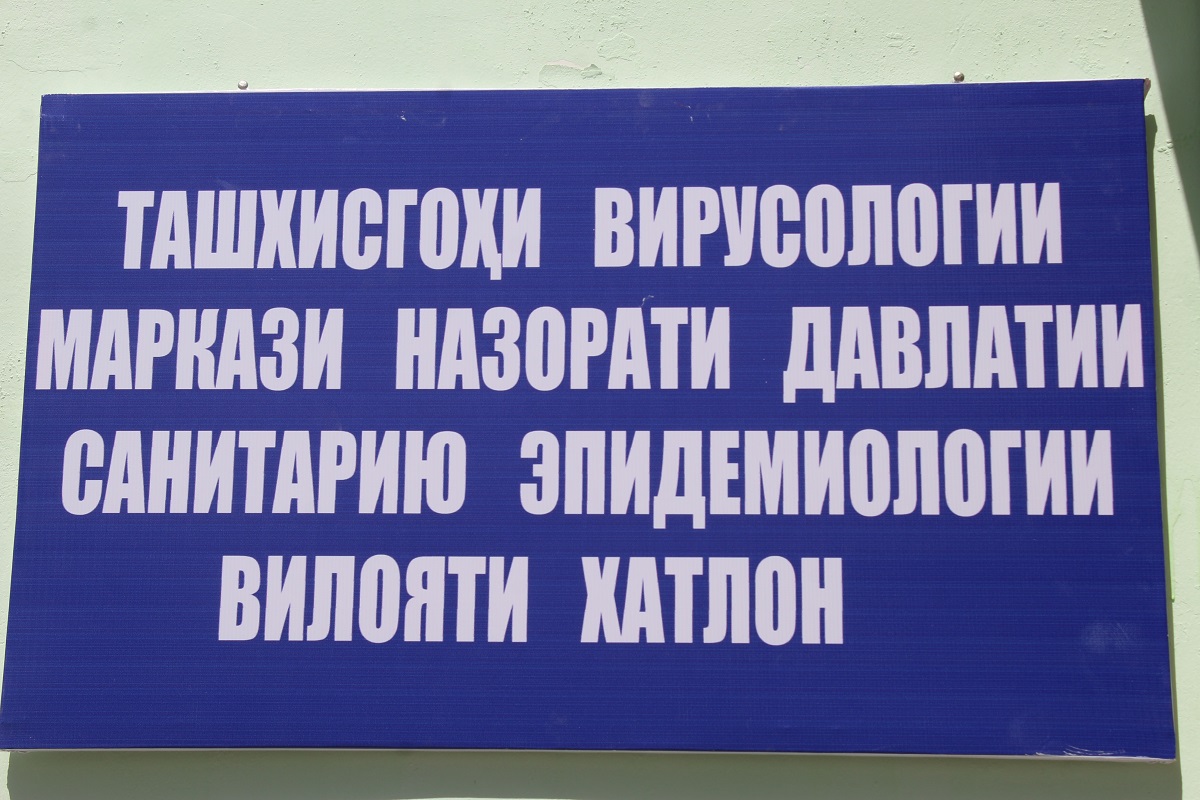 ТАШХИСГОҲИ ВИРУСОЛОГИИ
МАРКАЗИ НАЗОРАТИ ДАВЛАТИИ
САНИТАРИЮ ЭПИДЕМИОЛОГИИ
ВИЛОЯТИ ХАТЛОН